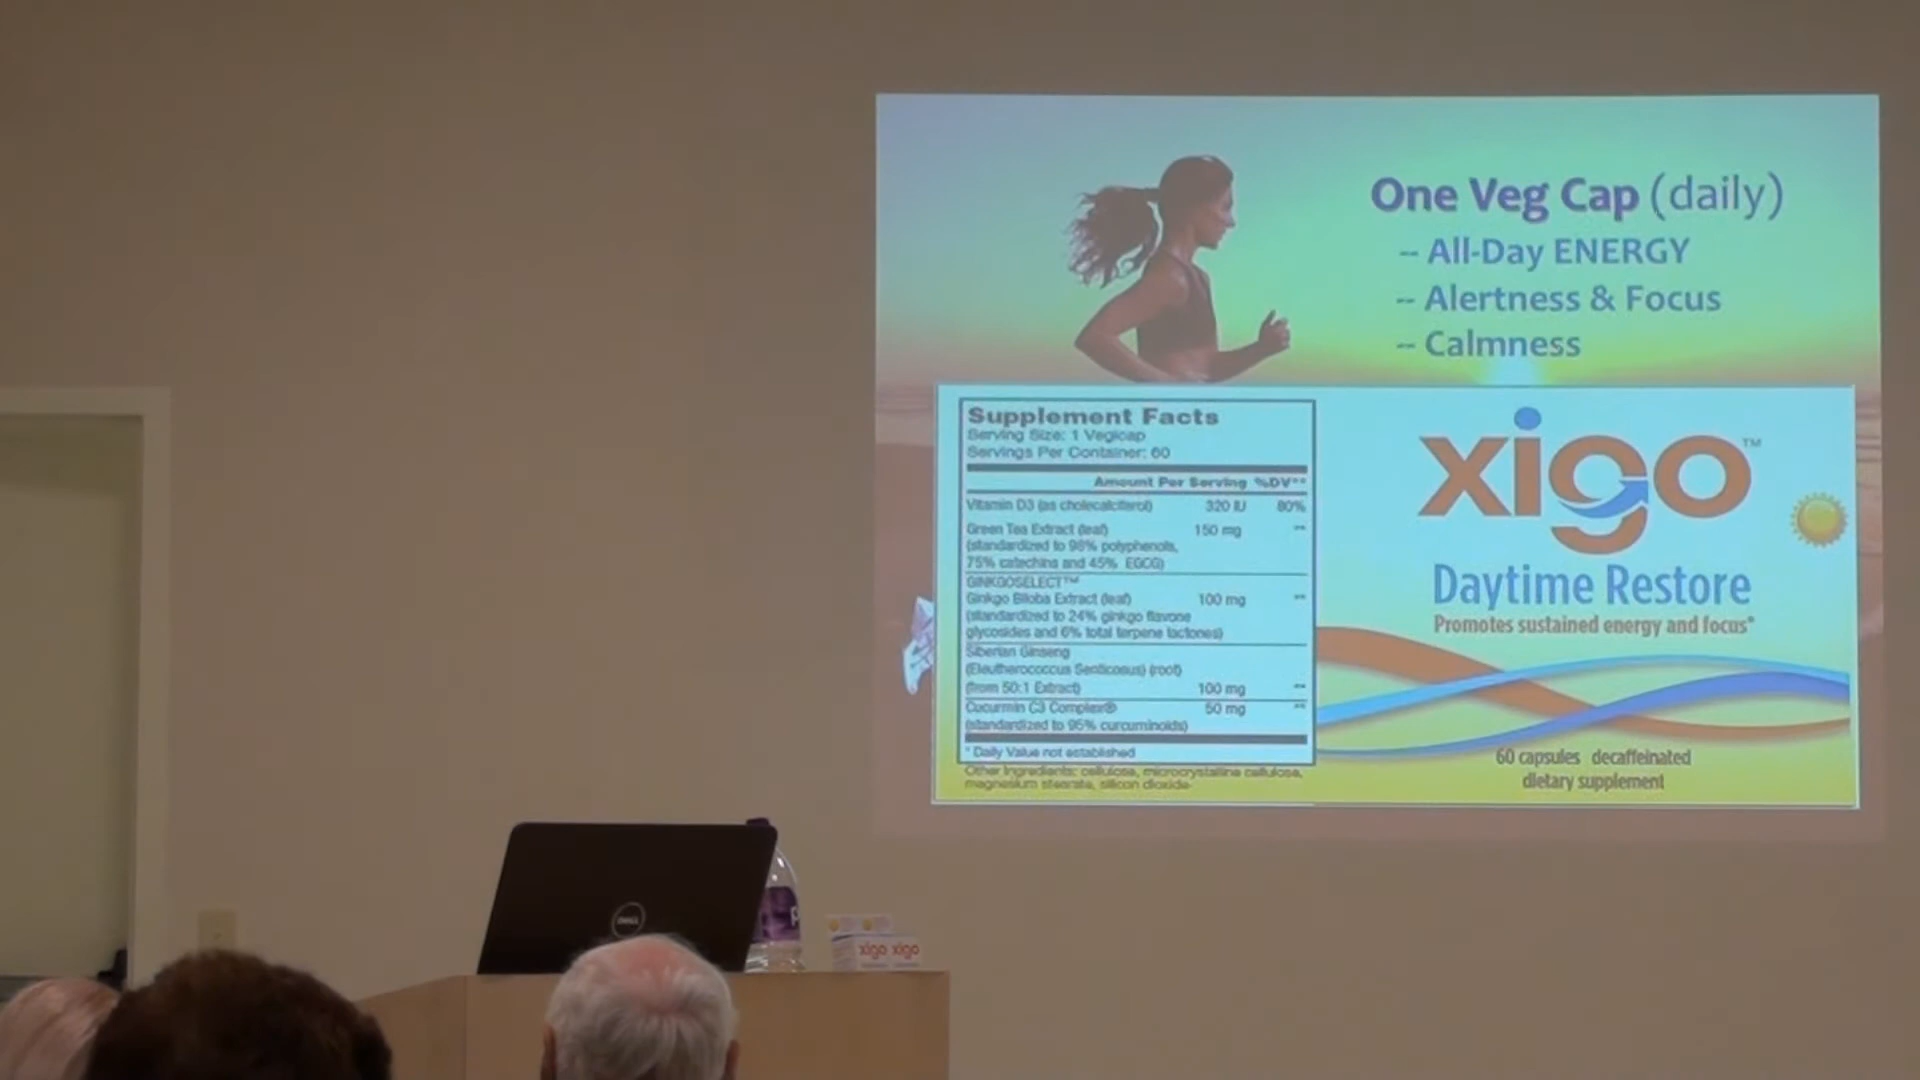 One Veg Cap (daily)
-- All-Day ENERGY
-- Alertness & Focus
-- Calmness
Supplement Facts
Serving Size: 1 Vegicap
Servings Per Container: 60
Amount Per Serving %DV**
Vitamin D3 (as cholecalciferol) 320 IU 80%
Green Tea Extract (leaf) 150 mg **
(standardized to 98% polyphenols,
75% catechins and 45% EGCG)
GINKGOSELECT™
Ginkgo Biloba Extract (leaf) 100 mg **
(standardized to 24% ginkgo flavone
glycosides and 6% total terpene lactones)
Siberian Ginseng
(Eleutherococcus Senticosus) (root)
(from 50:1 Extract) 100 mg **
Cucurmin C3 Complex® 50 mg **
(standardized to 95% curcuminoids)
* Daily Value not established
Other Ingredients: cellulose, microcrystalline cellulose,
magnesium stearate, silicon dioxide
xigo™
Daytime Restore
Promotes sustained energy and focus*
60 capsules decaffeinated
dietary supplement
DELL
xigo xigo